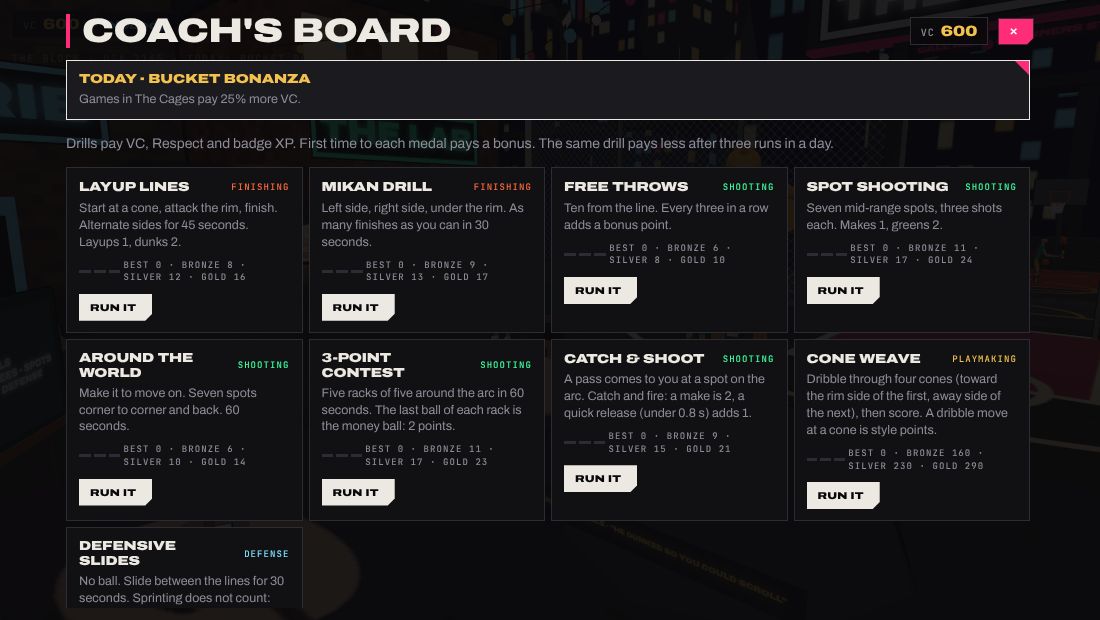 COACH'S BOARD
VC 600
×
TODAY · BUCKET BONANZA
Games in The Cages pay 25% more VC.
THE LAB
Drills pay VC, Respect and badge XP. First time to each medal pays a bonus. The same drill pays less after three runs in a day.
LAYUP LINES
FINISHING
Start at a cone, attack the rim, finish.
Alternate sides for 45 seconds.
Layups 1, dunks 2.
BEST 0 · BRONZE 8 ·
SILVER 12 · GOLD 16
RUN IT
MIKAN DRILL
FINISHING
Left side, right side, under the rim. As
many finishes as you can in 30
seconds.
BEST 0 · BRONZE 9 ·
SILVER 13 · GOLD 17
RUN IT
FREE THROWS
SHOOTING
Ten from the line. Every three in a row
adds a bonus point.
BEST 0 · BRONZE 6 ·
SILVER 8 · GOLD 10
RUN IT
SPOT SHOOTING
SHOOTING
Seven mid-range spots, three shots
each. Makes 1, greens 2.
BEST 0 · BRONZE 11 ·
SILVER 17 · GOLD 24
RUN IT
AROUND THE
WORLD
SHOOTING
Make it to move on. Seven spots
corner to corner and back. 60
seconds.
BEST 0 · BRONZE 6 ·
SILVER 10 · GOLD 14
RUN IT
3-POINT
CONTEST
SHOOTING
Five racks of five around the arc in 60
seconds. The last ball of each rack is
the money ball: 2 points.
BEST 0 · BRONZE 11 ·
SILVER 17 · GOLD 23
RUN IT
CATCH & SHOOT
SHOOTING
A pass comes to you at a spot on the
arc. Catch and fire: a make is 2, a
quick release (under 0.8 s) adds 1.
BEST 0 · BRONZE 9 ·
SILVER 15 · GOLD 21
RUN IT
CONE WEAVE
PLAYMAKING
Dribble through four cones (toward
the rim side of the first, away side of
the next), then score. A dribble move
at a cone is style points.
BEST 0 · BRONZE 160 ·
SILVER 230 · GOLD 290
RUN IT
DEFENSIVE
SLIDES
DEFENSE
No ball. Slide between the lines for 30
seconds. Sprinting does not count: